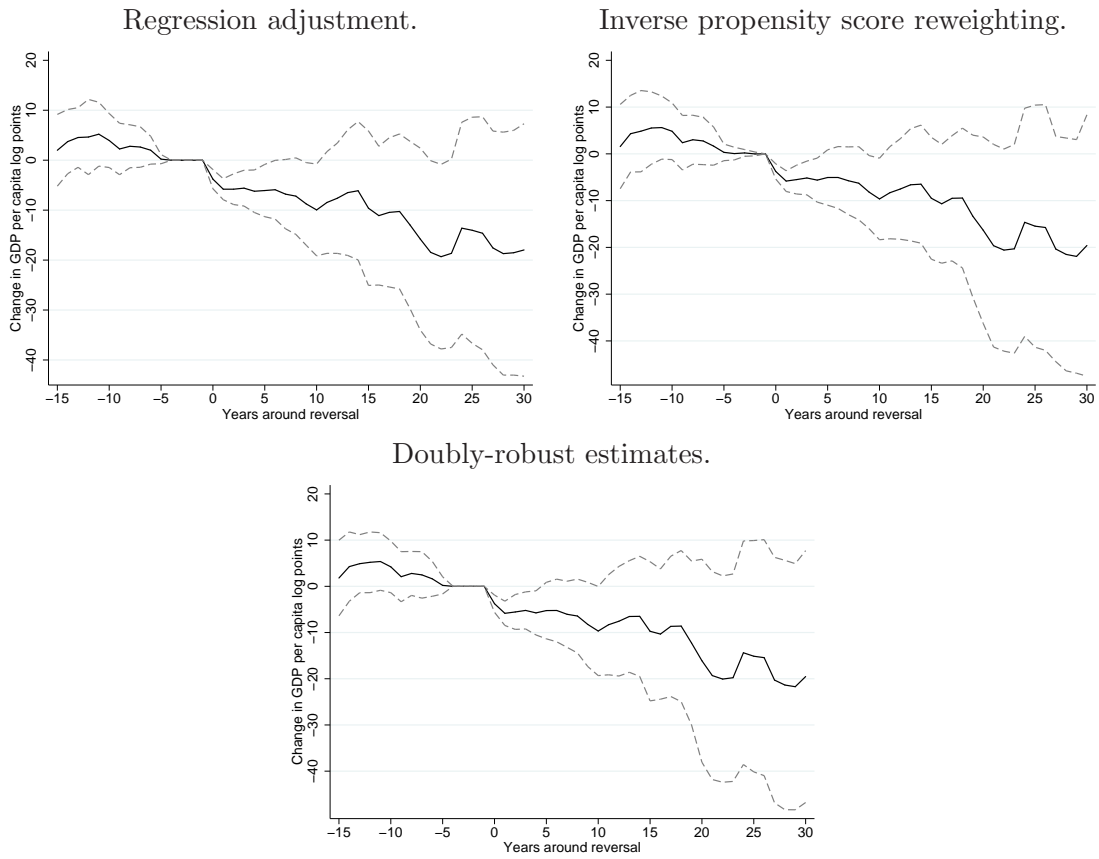 Regression adjustment.
Change in GDP per capita log points
20
10
0
−10
−20
−30
−40
−15 −10 −5 0 5 10 15 20 25 30
Years around reversal
Inverse propensity score reweighting.
Change in GDP per capita log points
20
10
0
−10
−20
−30
−40
−15 −10 −5 0 5 10 15 20 25 30
Years around reversal
Doubly-robust estimates.
Change in GDP per capita log points
20
10
0
−10
−20
−30
−40
−15 −10 −5 0 5 10 15 20 25 30
Years around reversal